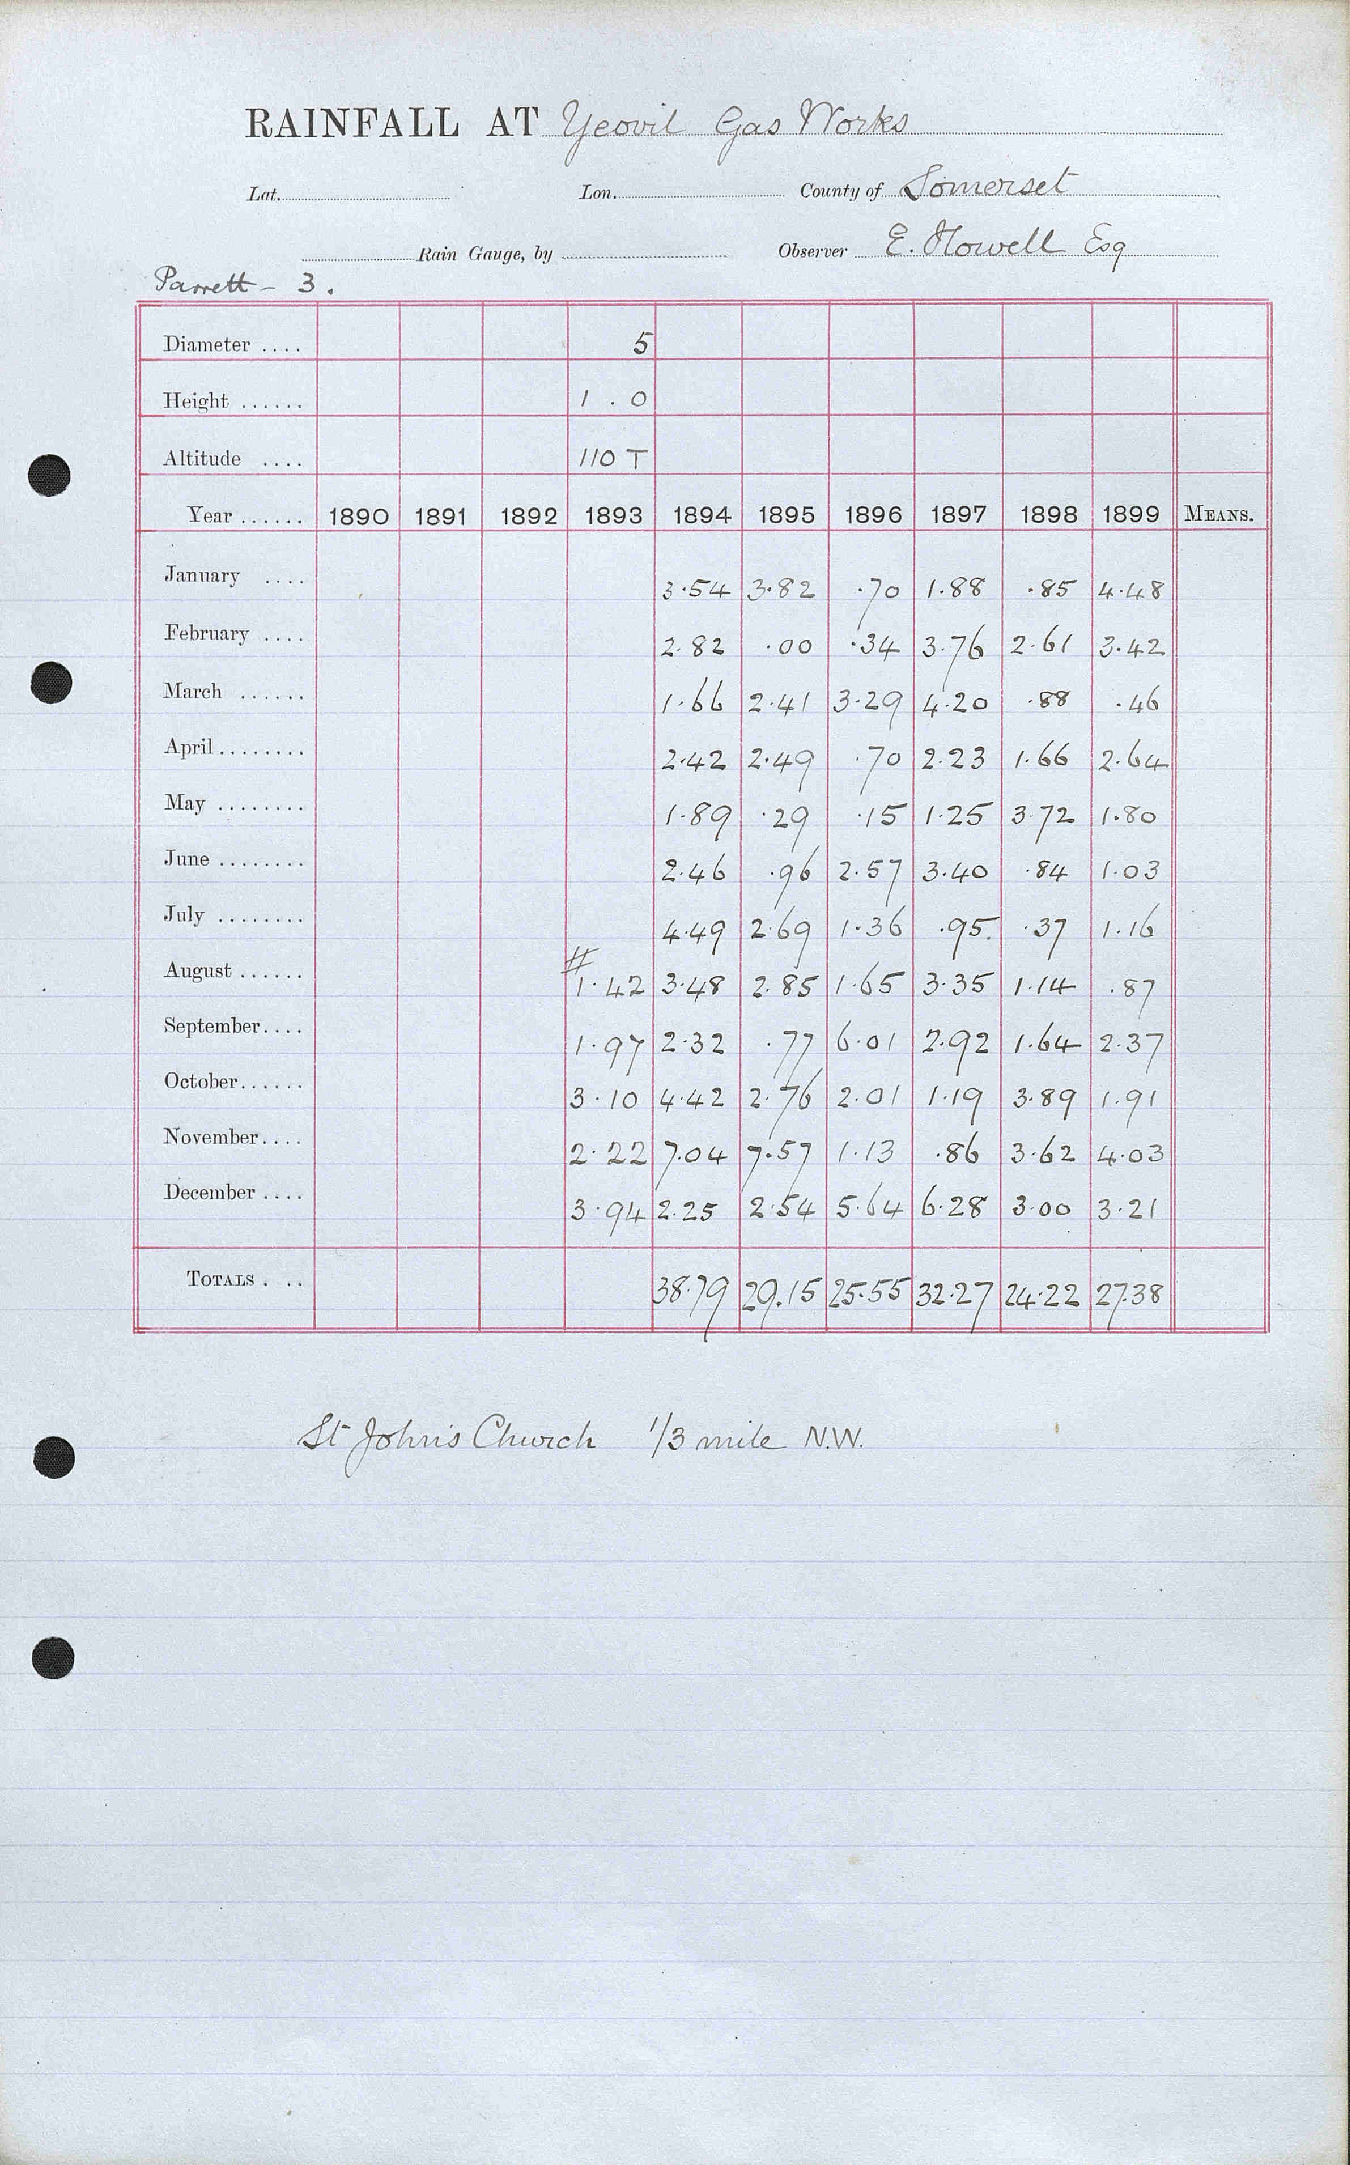 RAINFALL AT Yeovil Gas Works
Lat. Lon. County of Somerset
Rain Gauge, by Observer E. Howell Esq
Parrett - 3.
Diameter .... 5
Height ...... 1 . 0
Altitude .... 110 T
Year ...... 1890 1891 1892 1893 1894 1895 1896 1897 1898 1899 MEANS.
January .... 3.54 3.82 .70 1.88 .85 4.48
February .... 2.82 .00 .34 3.76 2.61 3.42
March ...... 1.66 2.41 3.29 4.20 .88 .46
April ........ 2.42 2.49 .70 2.23 1.66 2.64
May ........ 1.89 .29 .15 1.25 3.72 1.80
June ........ 2.46 .96 2.57 3.40 .84 1.03
July ........ 4.49 2.69 1.36 .95. .37 1.16
#
August ...... 1.42 3.48 2.85 1.65 3.35 1.14 .87
September.... 1.97 2.32 .77 6.01 2.92 1.64 2.37
October...... 3.10 4.42 2.76 2.01 1.19 3.89 1.91
November.... 2.22 7.04 7.57 1.13 .86 3.62 4.03
December .... 3.94 2.25 2.54 5.64 6.28 3.00 3.21
TOTALS . .. 38.79 29.15 25.55 32.27 24.22 27.38
St John's Church 1/3 mile N.W.